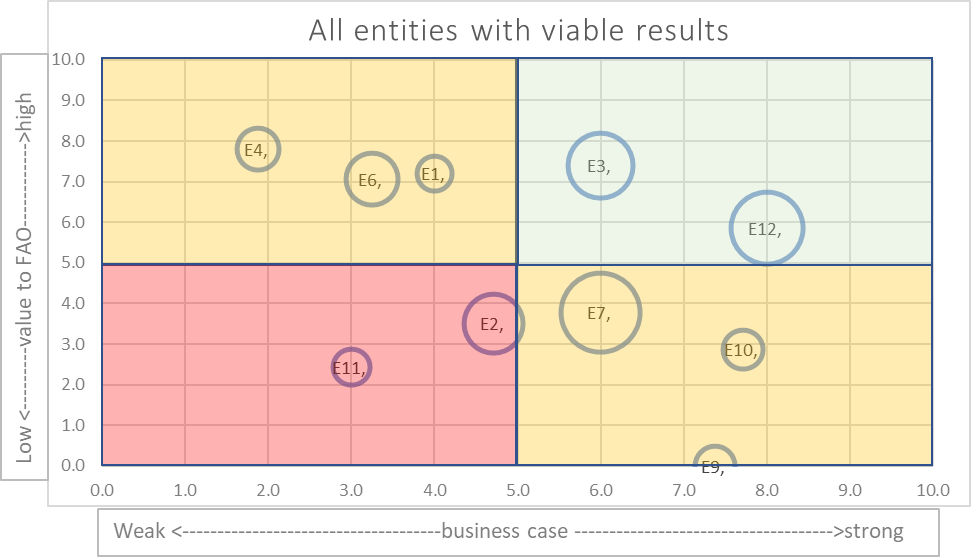 All entities with viable results
Low <---------value to FAO------------>high
10.0
9.0
8.0
7.0
6.0
5.0
4.0
3.0
2.0
1.0
0.0
E4,
E6,
E1,
E3,
E12,
E2,
E7,
E10,
E11,
E9,
0.0 1.0 2.0 3.0 4.0 5.0 6.0 7.0 8.0 9.0 10.0
Weak <-------------------------------------business case -------------------------------------->strong